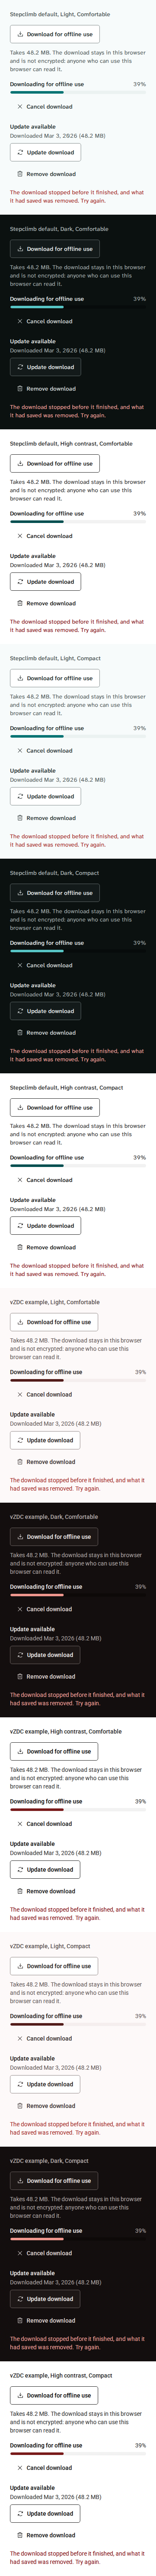 Stepclimb default, Light, Comfortable
Download for offline use
Takes 48.2 MB. The download stays in this browser
and is not encrypted: anyone who can use this
browser can read it.
Downloading for offline use 39%
Cancel download
Update available
Downloaded Mar 3, 2026 (48.2 MB)
Update download
Remove download
The download stopped before it finished, and what
it had saved was removed. Try again.
Stepclimb default, Dark, Comfortable
Download for offline use
Takes 48.2 MB. The download stays in this browser
and is not encrypted: anyone who can use this
browser can read it.
Downloading for offline use 39%
Cancel download
Update available
Downloaded Mar 3, 2026 (48.2 MB)
Update download
Remove download
The download stopped before it finished, and what
it had saved was removed. Try again.
Stepclimb default, High contrast, Comfortable
Download for offline use
Takes 48.2 MB. The download stays in this browser
and is not encrypted: anyone who can use this
browser can read it.
Downloading for offline use 39%
Cancel download
Update available
Downloaded Mar 3, 2026 (48.2 MB)
Update download
Remove download
The download stopped before it finished, and what
it had saved was removed. Try again.
Stepclimb default, Light, Compact
Download for offline use
Takes 48.2 MB. The download stays in this browser
and is not encrypted: anyone who can use this
browser can read it.
Downloading for offline use 39%
Cancel download
Update available
Downloaded Mar 3, 2026 (48.2 MB)
Update download
Remove download
The download stopped before it finished, and what
it had saved was removed. Try again.
Stepclimb default, Dark, Compact
Download for offline use
Takes 48.2 MB. The download stays in this browser
and is not encrypted: anyone who can use this
browser can read it.
Downloading for offline use 39%
Cancel download
Update available
Downloaded Mar 3, 2026 (48.2 MB)
Update download
Remove download
The download stopped before it finished, and what
it had saved was removed. Try again.
Stepclimb default, High contrast, Compact
Download for offline use
Takes 48.2 MB. The download stays in this browser
and is not encrypted: anyone who can use this
browser can read it.
Downloading for offline use 39%
Cancel download
Update available
Downloaded Mar 3, 2026 (48.2 MB)
Update download
Remove download
The download stopped before it finished, and what
it had saved was removed. Try again.
vZDC example, Light, Comfortable
Download for offline use
Takes 48.2 MB. The download stays in this browser
and is not encrypted: anyone who can use this
browser can read it.
Downloading for offline use 39%
Cancel download
Update available
Downloaded Mar 3, 2026 (48.2 MB)
Update download
Remove download
The download stopped before it finished, and what it
had saved was removed. Try again.
vZDC example, Dark, Comfortable
Download for offline use
Takes 48.2 MB. The download stays in this browser
and is not encrypted: anyone who can use this
browser can read it.
Downloading for offline use 39%
Cancel download
Update available
Downloaded Mar 3, 2026 (48.2 MB)
Update download
Remove download
The download stopped before it finished, and what it
had saved was removed. Try again.
vZDC example, High contrast, Comfortable
Download for offline use
Takes 48.2 MB. The download stays in this browser
and is not encrypted: anyone who can use this
browser can read it.
Downloading for offline use 39%
Cancel download
Update available
Downloaded Mar 3, 2026 (48.2 MB)
Update download
Remove download
The download stopped before it finished, and what it
had saved was removed. Try again.
vZDC example, Light, Compact
Download for offline use
Takes 48.2 MB. The download stays in this browser
and is not encrypted: anyone who can use this
browser can read it.
Downloading for offline use 39%
Cancel download
Update available
Downloaded Mar 3, 2026 (48.2 MB)
Update download
Remove download
The download stopped before it finished, and what it
had saved was removed. Try again.
vZDC example, Dark, Compact
Download for offline use
Takes 48.2 MB. The download stays in this browser
and is not encrypted: anyone who can use this
browser can read it.
Downloading for offline use 39%
Cancel download
Update available
Downloaded Mar 3, 2026 (48.2 MB)
Update download
Remove download
The download stopped before it finished, and what it
had saved was removed. Try again.
vZDC example, High contrast, Compact
Download for offline use
Takes 48.2 MB. The download stays in this browser
and is not encrypted: anyone who can use this
browser can read it.
Downloading for offline use 39%
Cancel download
Update available
Downloaded Mar 3, 2026 (48.2 MB)
Update download
Remove download
The download stopped before it finished, and what it
had saved was removed. Try again.